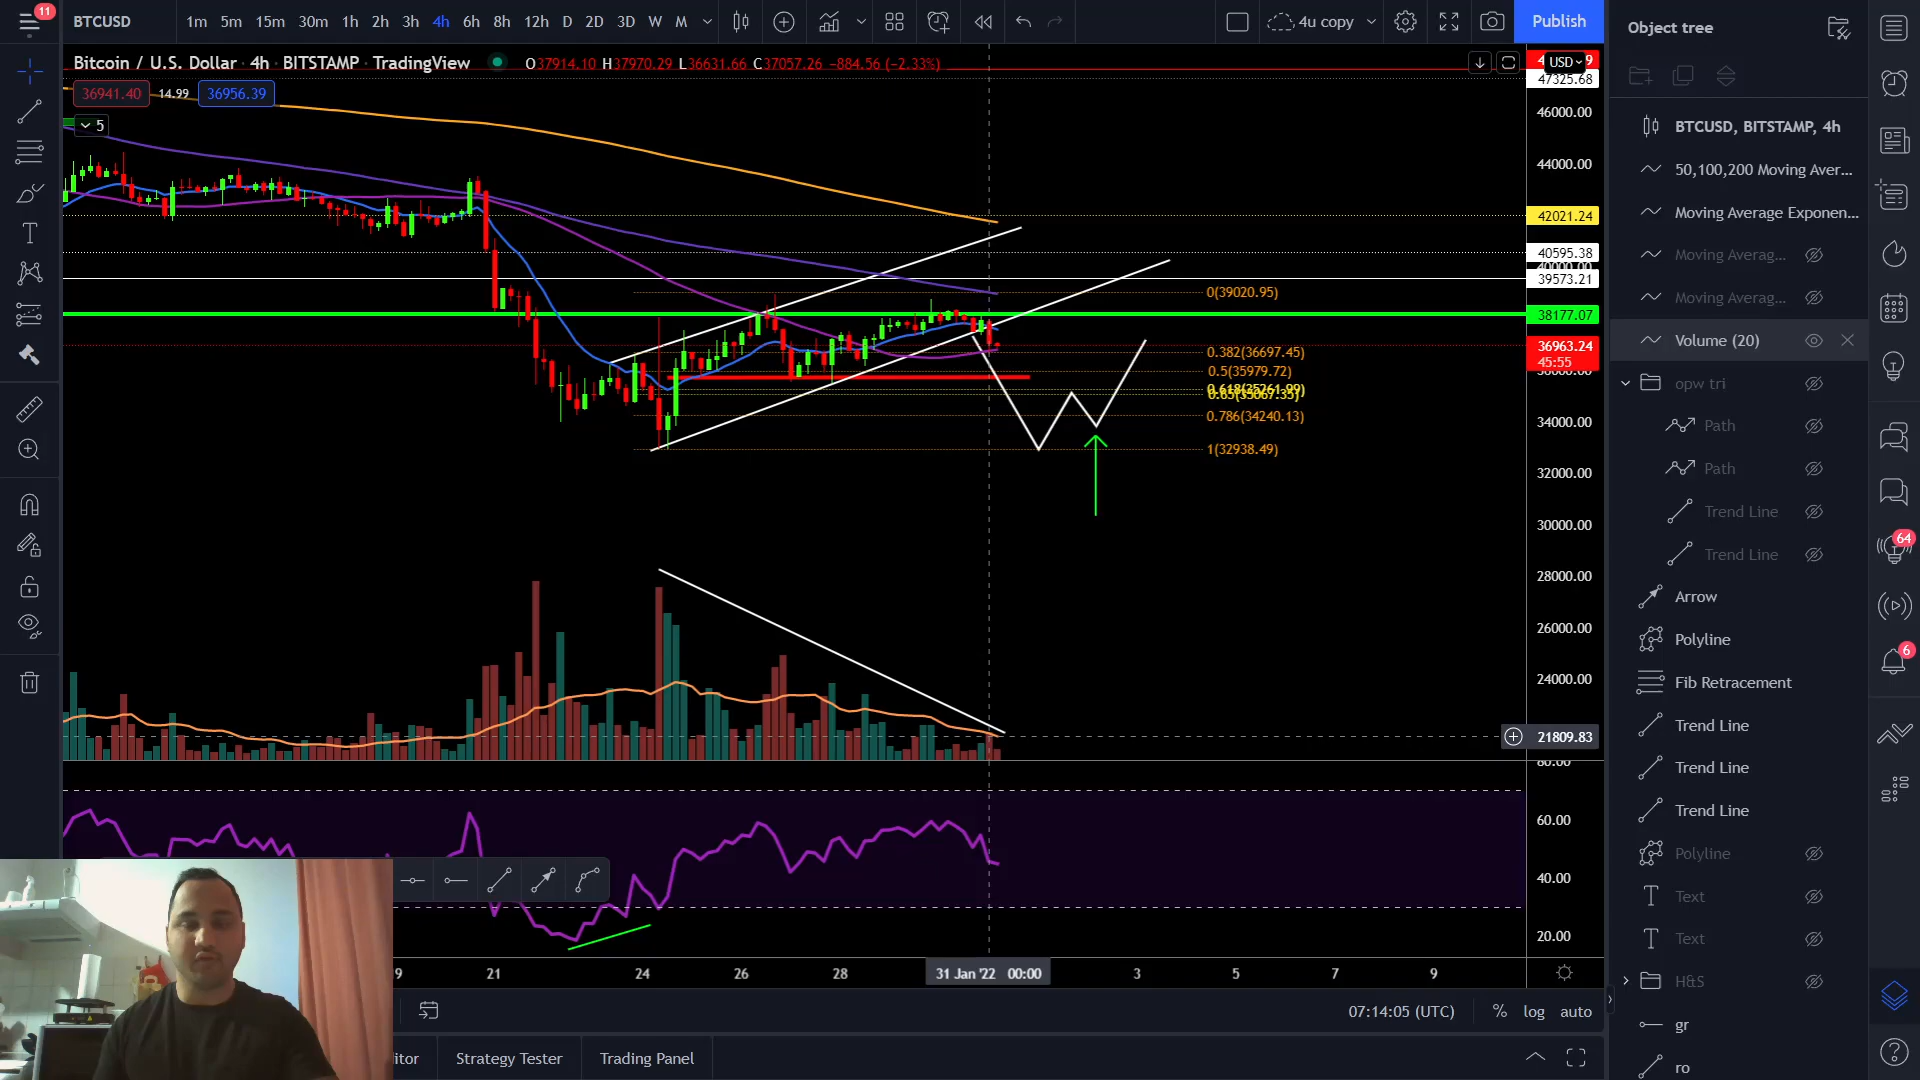 11
BTCUSD
1m 5m 15m 30m 1h 2h 3h 4h 6h 8h 12h D 2D 3D W M
4u copy
Publish
Object tree
Bitcoin / U.S. Dollar · 4h · BITSTAMP · TradingView
O37914.10 H37970.29 L36631.66 C37057.26 −884.56 (−2.33%)
36941.40 14.99 36956.39
5
USD
47325.68
46000.00
44000.00
42021.24
40595.38
39573.21
38177.07
36963.24
45:55
34000.00
32000.00
30000.00
28000.00
26000.00
24000.00
21809.83
0(39020.95)
0.382(36697.45)
0.5(35979.72)
0.618(35261.99)
0.65(35067.35)
0.786(34240.13)
1(32938.49)
60.00
40.00
20.00
21
24
26
28
31 Jan '22 00:00
3
5
7
9
07:14:05 (UTC)
%
log
auto
Strategy Tester
Trading Panel
BTCUSD, BITSTAMP, 4h
50,100,200 Moving Aver...
Moving Average Exponen...
Moving Averag...
Moving Averag...
Volume (20)
opw tri
Path
Path
Trend Line
Trend Line
Arrow
Polyline
Fib Retracement
Trend Line
Trend Line
Trend Line
Polyline
Text
Text
H&S
gr
ro
64
6